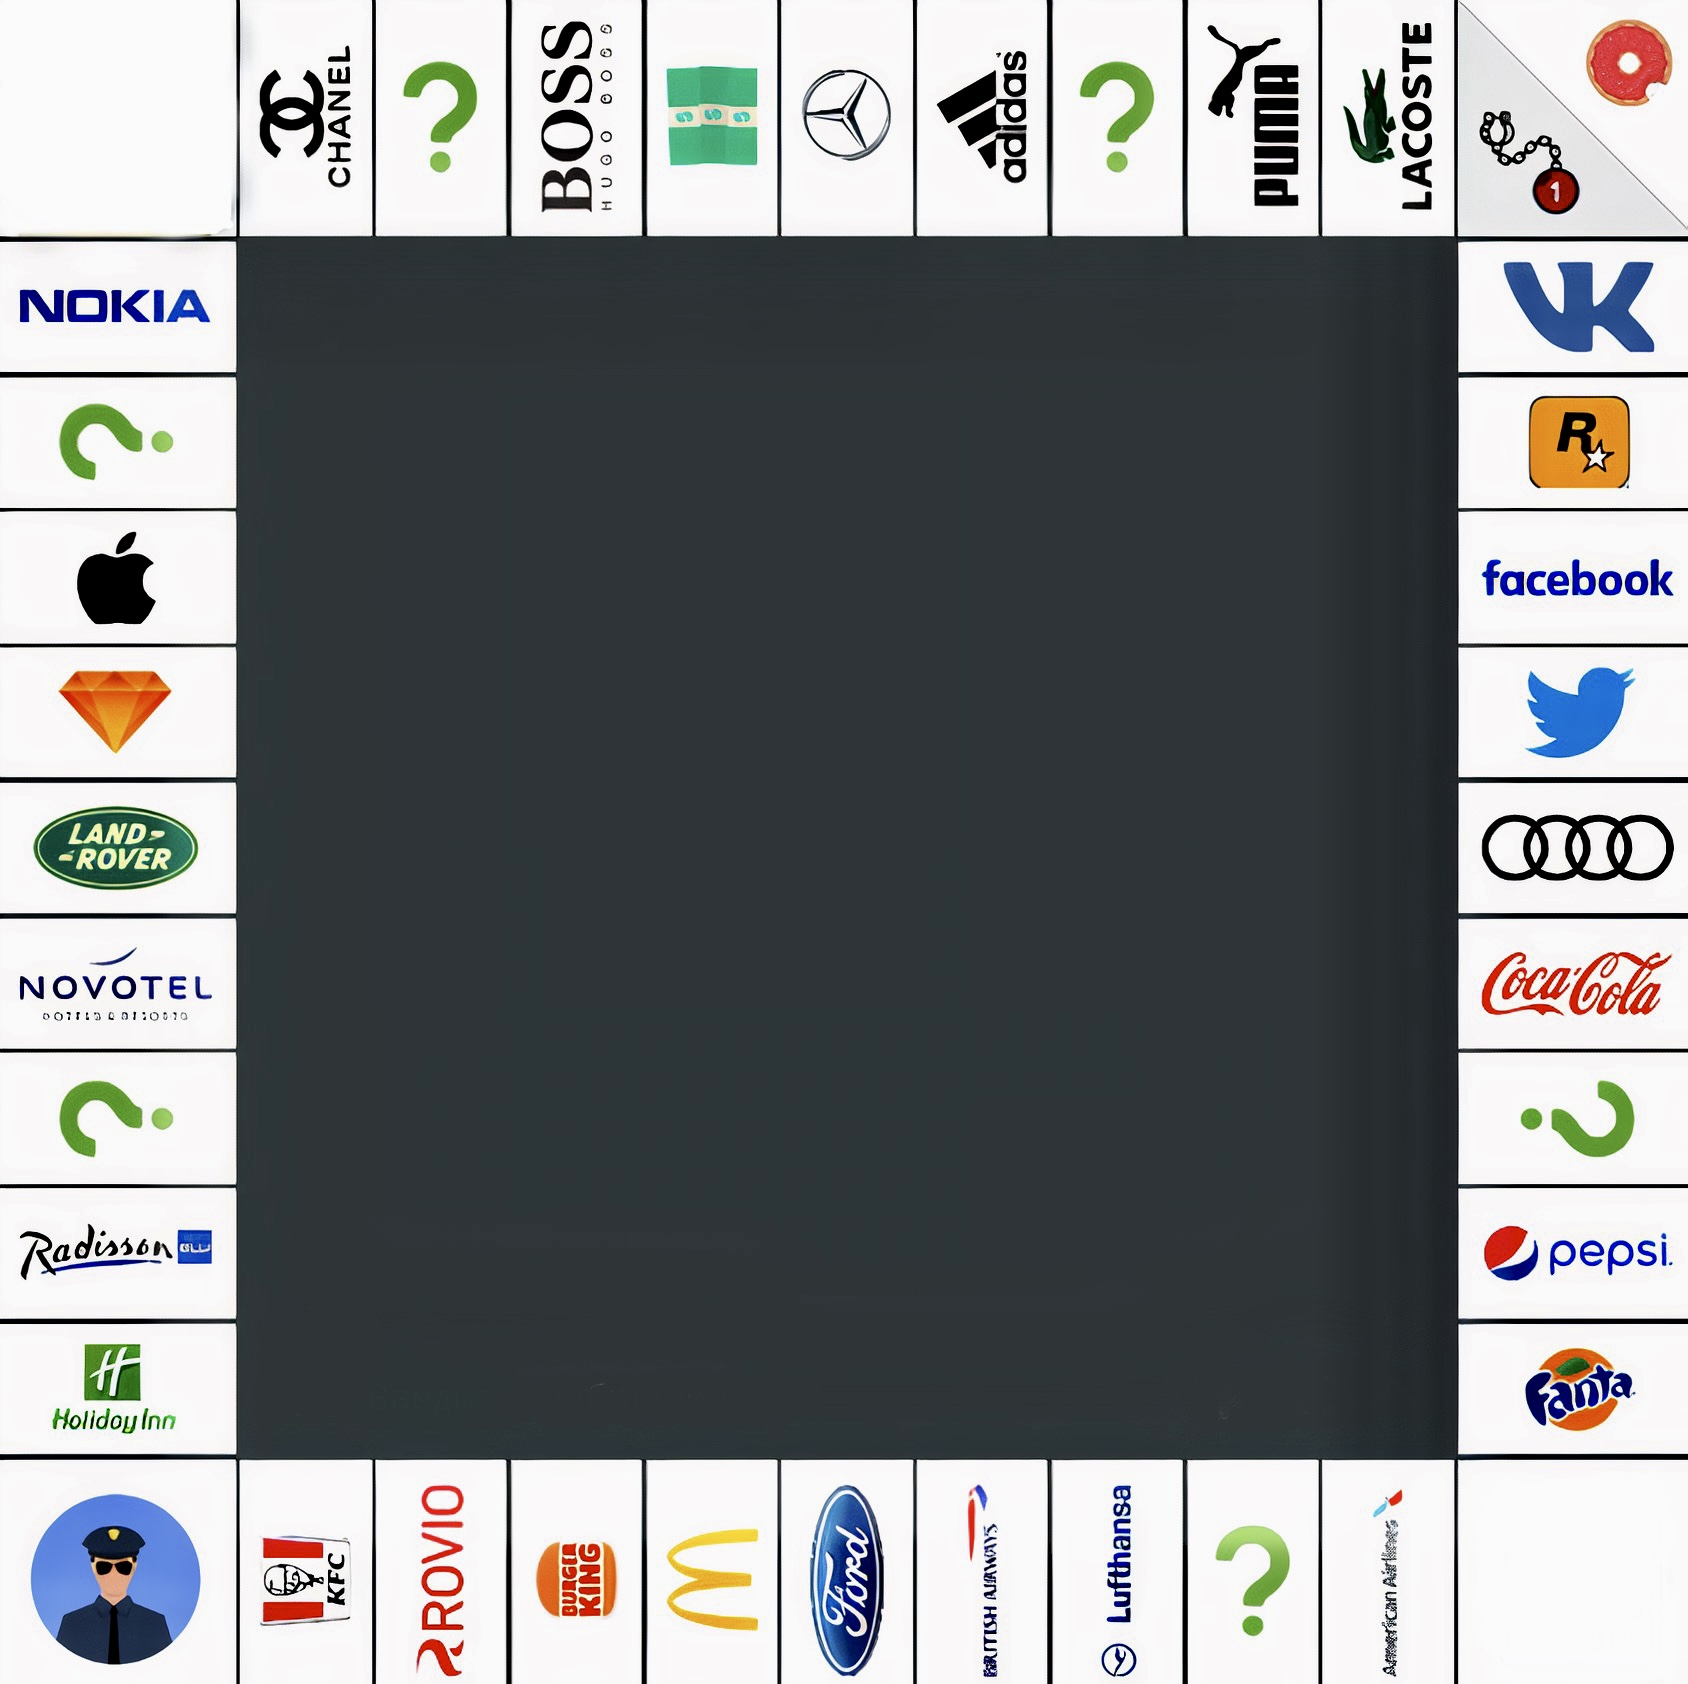 CHANEL
?
BOSS
HUGO BOSS
adidas
?
PUMA
LACOSTE
1
NOKIA
VK
?
R
facebook
LAND-
-ROVER
NOVOTEL
Coca-Cola
?
?
Radisson
BLU
pepsi
Holiday Inn
Fanta
KFC
ROVIO
BURGER
KING
Ford
BRITISH AIRWAYS
Lufthansa
?
American Airlines